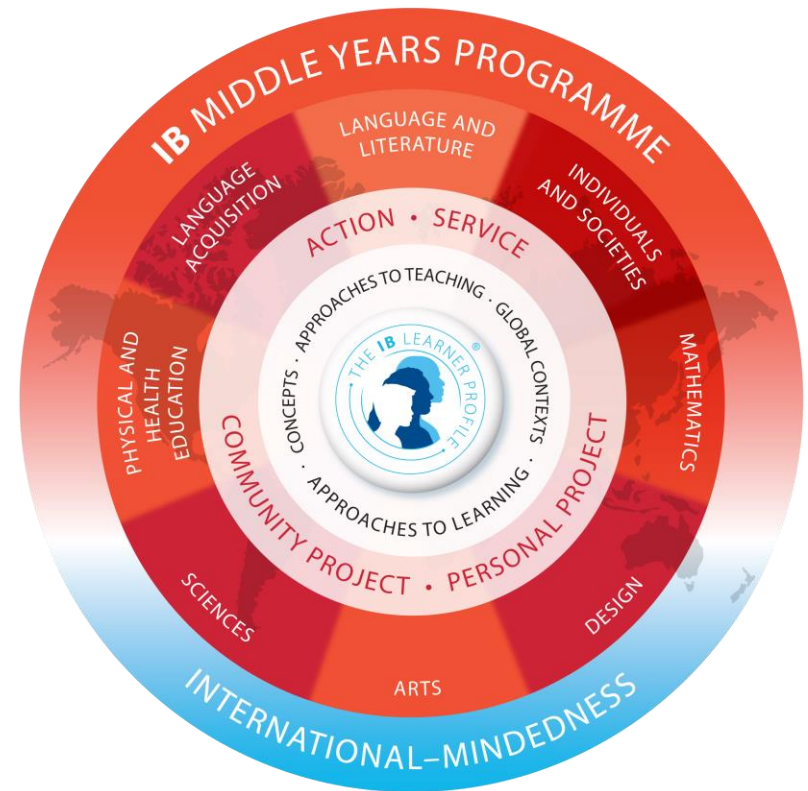 IB MIDDLE YEARS PROGRAMME
LANGUAGE AND
LITERATURE
INDIVIDUALS
AND SOCIETIES
MATHEMATICS
DESIGN
ARTS
SCIENCES
PHYSICAL AND
HEALTH
EDUCATION
LANGUAGE
ACQUISITION
ACTION • SERVICE
COMMUNITY PROJECT • PERSONAL PROJECT
APPROACHES TO TEACHING · GLOBAL CONTEXTS · APPROACHES TO LEARNING · CONCEPTS ·
THE IB LEARNER PROFILE ®
INTERNATIONAL–MINDEDNESS